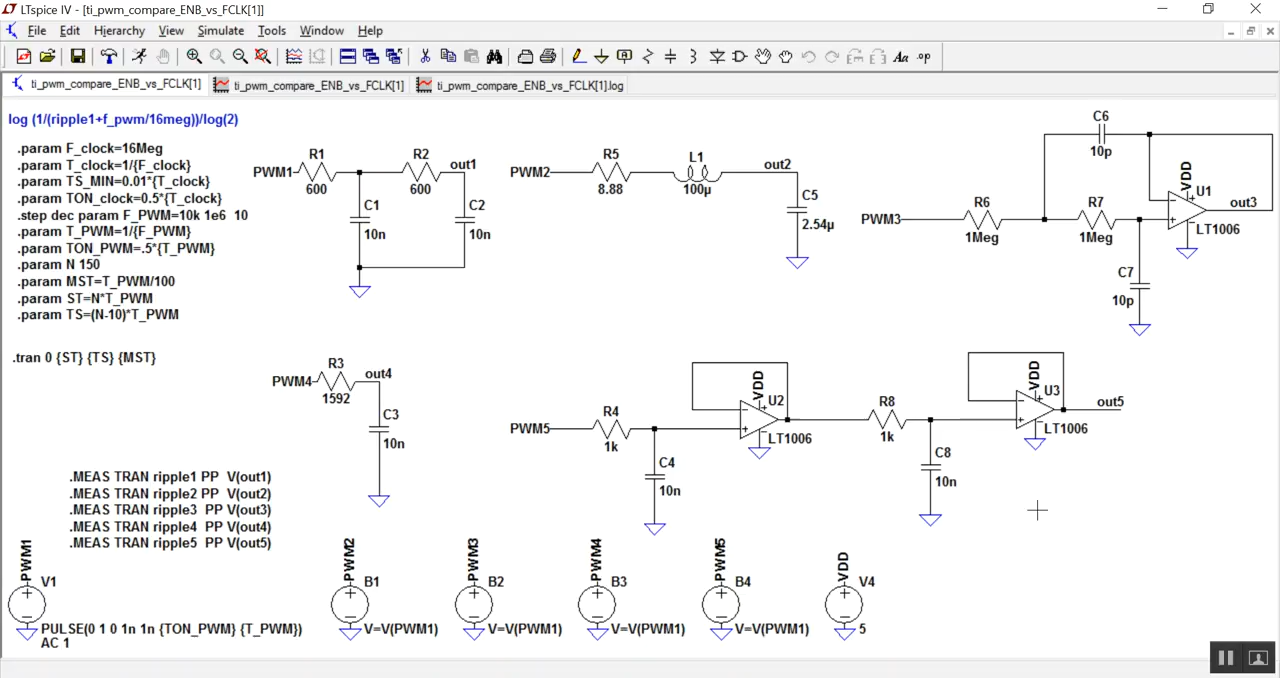 LTspice IV - [ti_pwm_compare_ENB_vs_FCLK[1]]
File Edit Hierarchy View Simulate Tools Window Help
Aa .op
ti_pwm_compare_ENB_vs_FCLK[1] ti_pwm_compare_ENB_vs_FCLK[1] ti_pwm_compare_ENB_vs_FCLK[1].log
log (1/(ripple1+f_pwm/16meg))/log(2)
.param F_clock=16Meg
.param T_clock=1/{F_clock}
.param TS_MIN=0.01*{T_clock}
.param TON_clock=0.5*{T_clock}
.step dec param F_PWM=10k 1e6 10
.param T_PWM=1/{F_PWM}
.param TON_PWM=.5*{T_PWM}
.param N 150
.param MST=T_PWM/100
.param ST=N*T_PWM
.param TS=(N-10)*T_PWM
.tran 0 {ST} {TS} {MST}
R1 R2 out1
PWM1
600 600
C1 C2
10n 10n
R5 L1 out2
PWM2
8.88 100µ
C5
2.54µ
C6
10p
VDD
U1
R6 R7 out3
PWM3
1Meg 1Meg
LT1006
C7
10p
R3 out4
PWM4
1592
C3
10n
VDD
U2
R4
PWM5
1k
LT1006
C4
10n
VDD
U3
R8 out5
1k
LT1006
C8
10n
.MEAS TRAN ripple1 PP V(out1)
.MEAS TRAN ripple2 PP V(out2)
.MEAS TRAN ripple3 PP V(out3)
.MEAS TRAN ripple4 PP V(out4)
.MEAS TRAN ripple5 PP V(out5)
PWM1 PWM2 PWM3 PWM4 PWM5 VDD
V1 B1 B2 B3 B4 V4
PULSE(0 1 0 1n 1n {TON_PWM} {T_PWM}) V=V(PWM1) V=V(PWM1) V=V(PWM1) V=V(PWM1) 5
AC 1